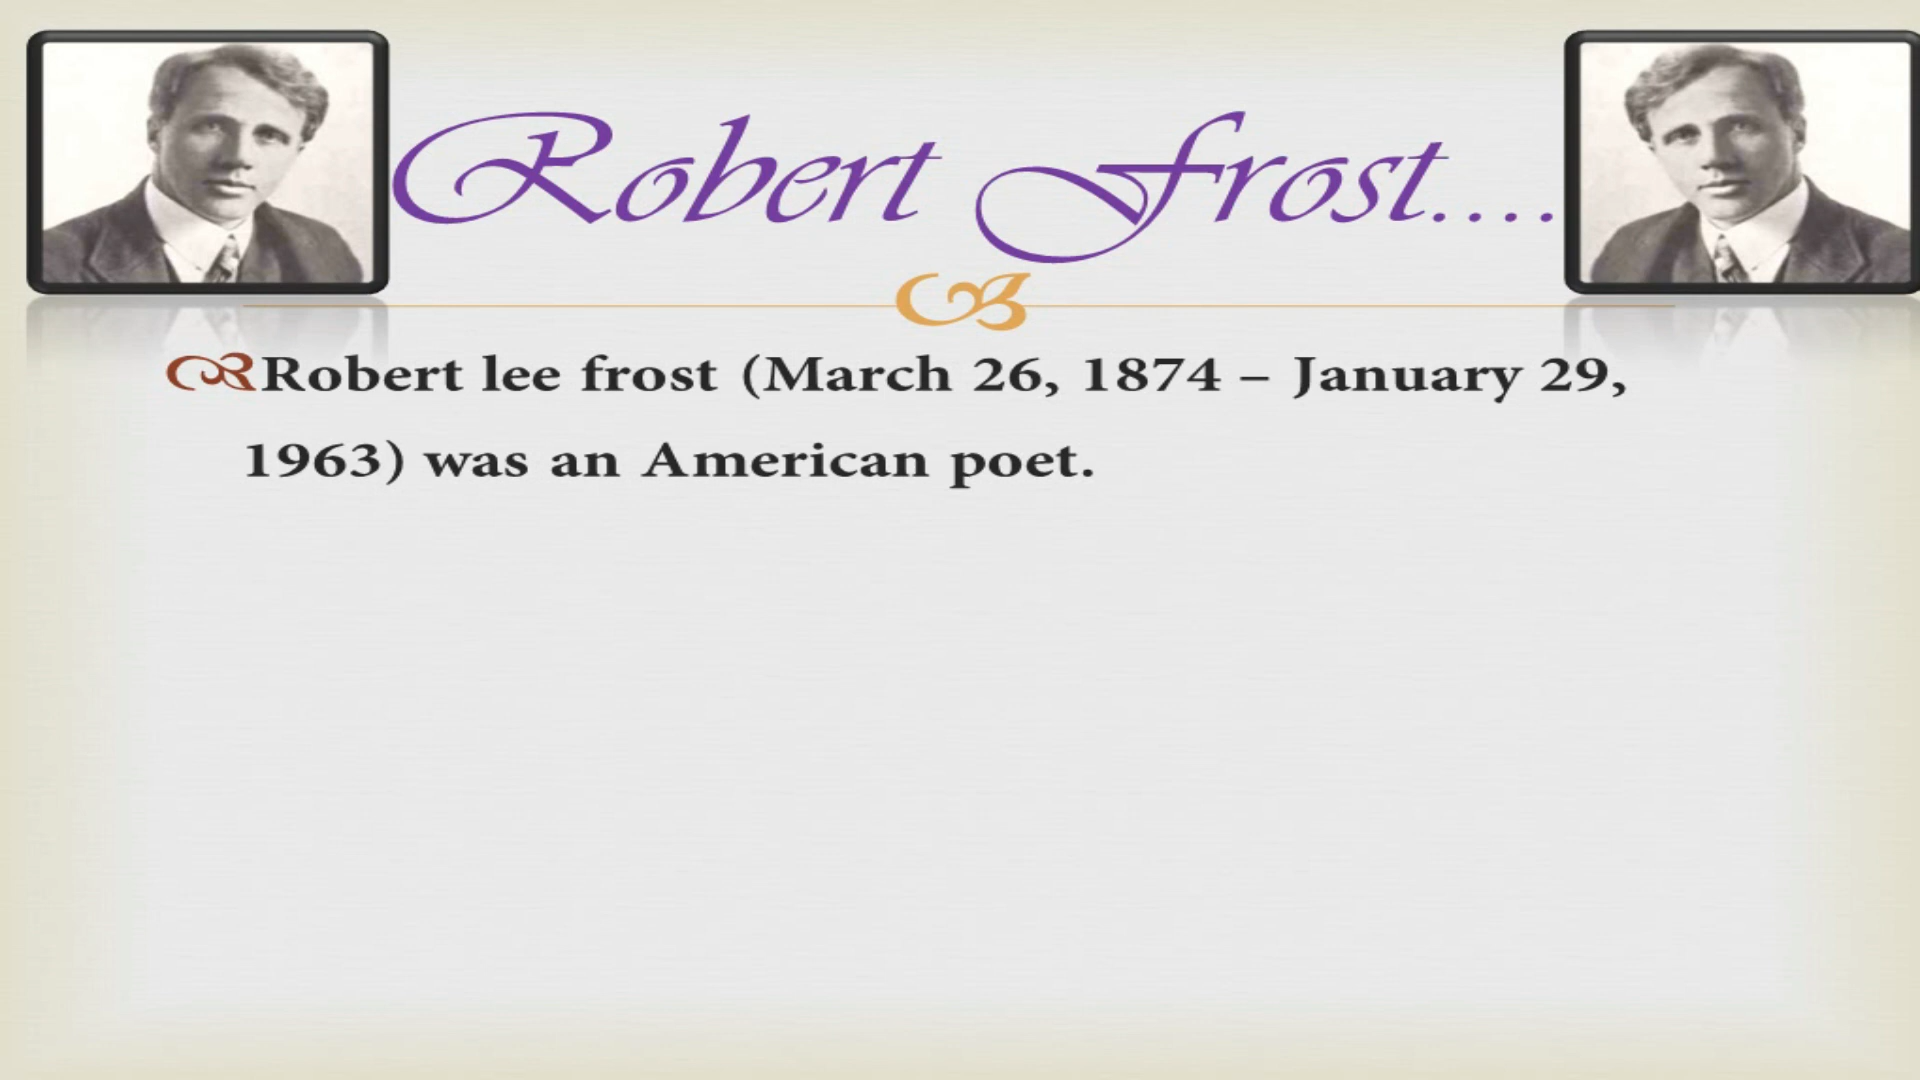 Robert Frost....
Robert lee frost (March 26, 1874 – January 29,
1963) was an American poet.